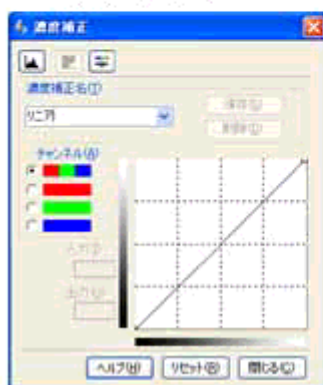 濃度補正
濃度補正名(I)
リニア
保存(S)
削除(D)
チャンネル(A)
入力(I)
出力(U)
ヘルプ(H)
リセット(R)
閉じる(C)